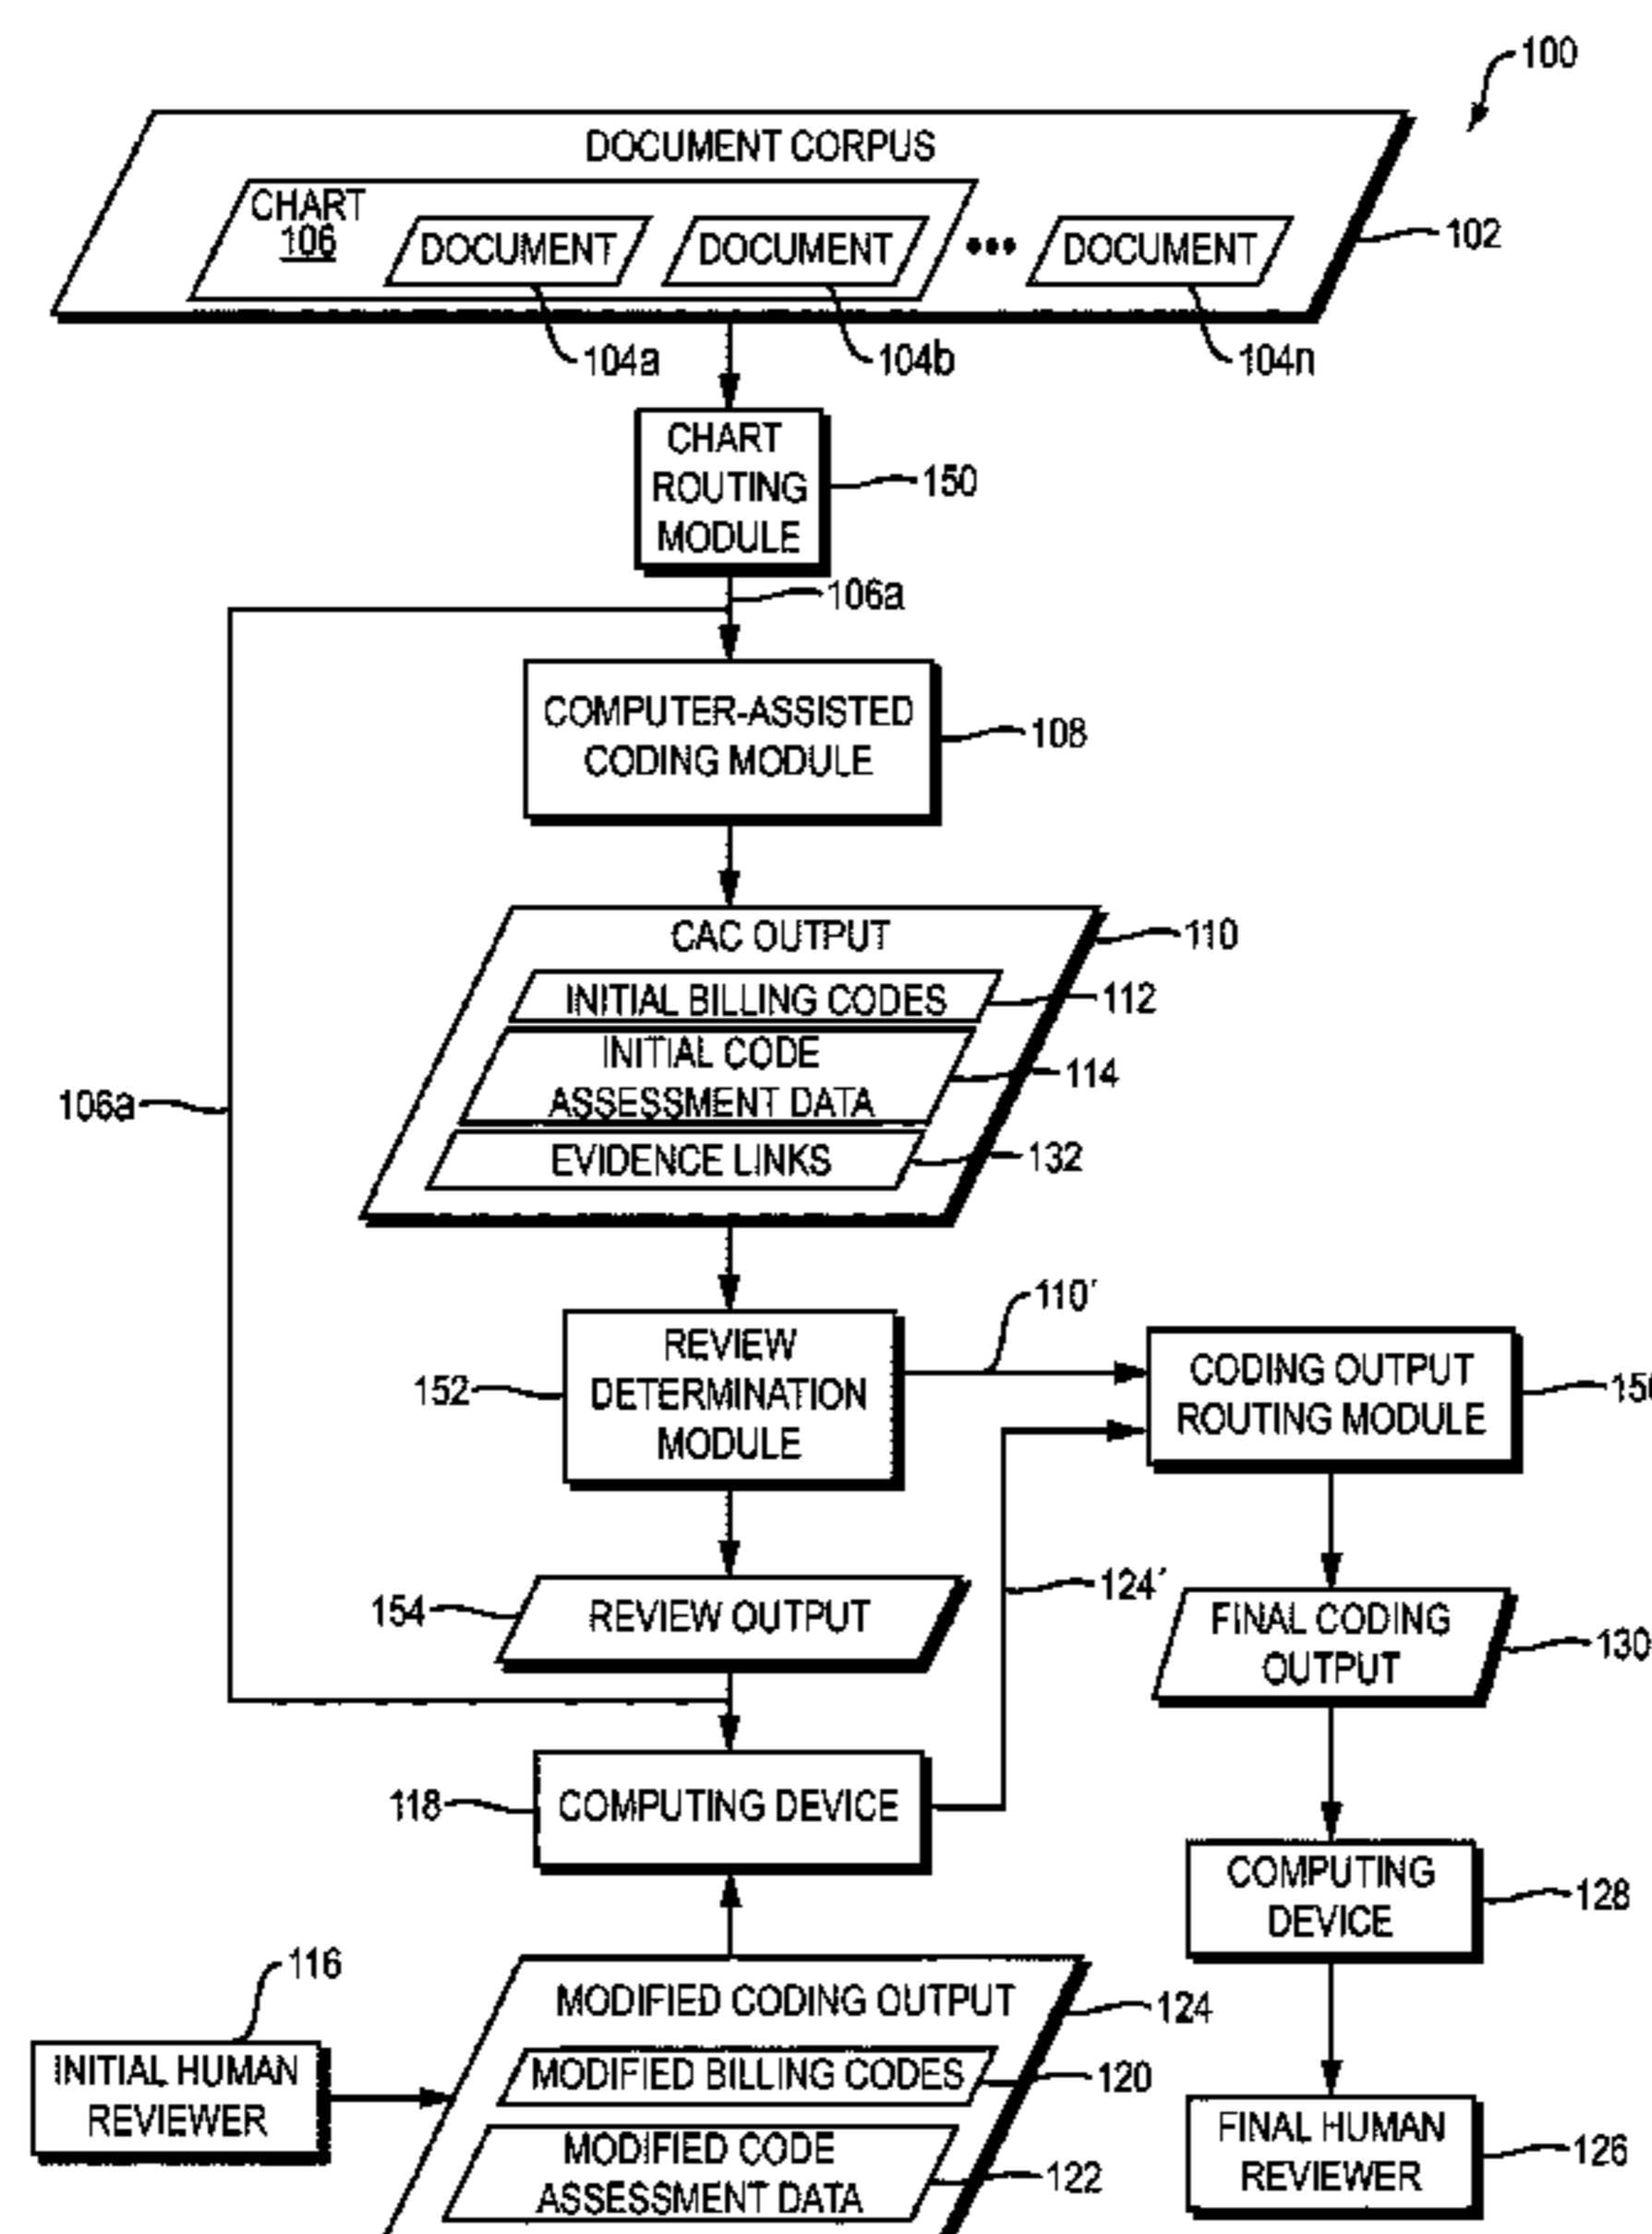 100
DOCUMENT CORPUS
CHART
106
DOCUMENT
DOCUMENT
•••
DOCUMENT
102
104a
104b
104n
CHART
ROUTING
MODULE
150
106a
COMPUTER-ASSISTED
CODING MODULE
108
CAC OUTPUT
110
INITIAL BILLING CODES
112
INITIAL CODE
ASSESSMENT DATA
114
106a
EVIDENCE LINKS
132
110′
REVIEW
DETERMINATION
MODULE
152
CODING OUTPUT
ROUTING MODULE
154
REVIEW OUTPUT
124′
FINAL CODING
OUTPUT
130
118
COMPUTING DEVICE
COMPUTING
DEVICE
128
116
INITIAL HUMAN
REVIEWER
MODIFIED CODING OUTPUT
124
MODIFIED BILLING CODES
120
MODIFIED CODE
ASSESSMENT DATA
122
FINAL HUMAN
REVIEWER
126